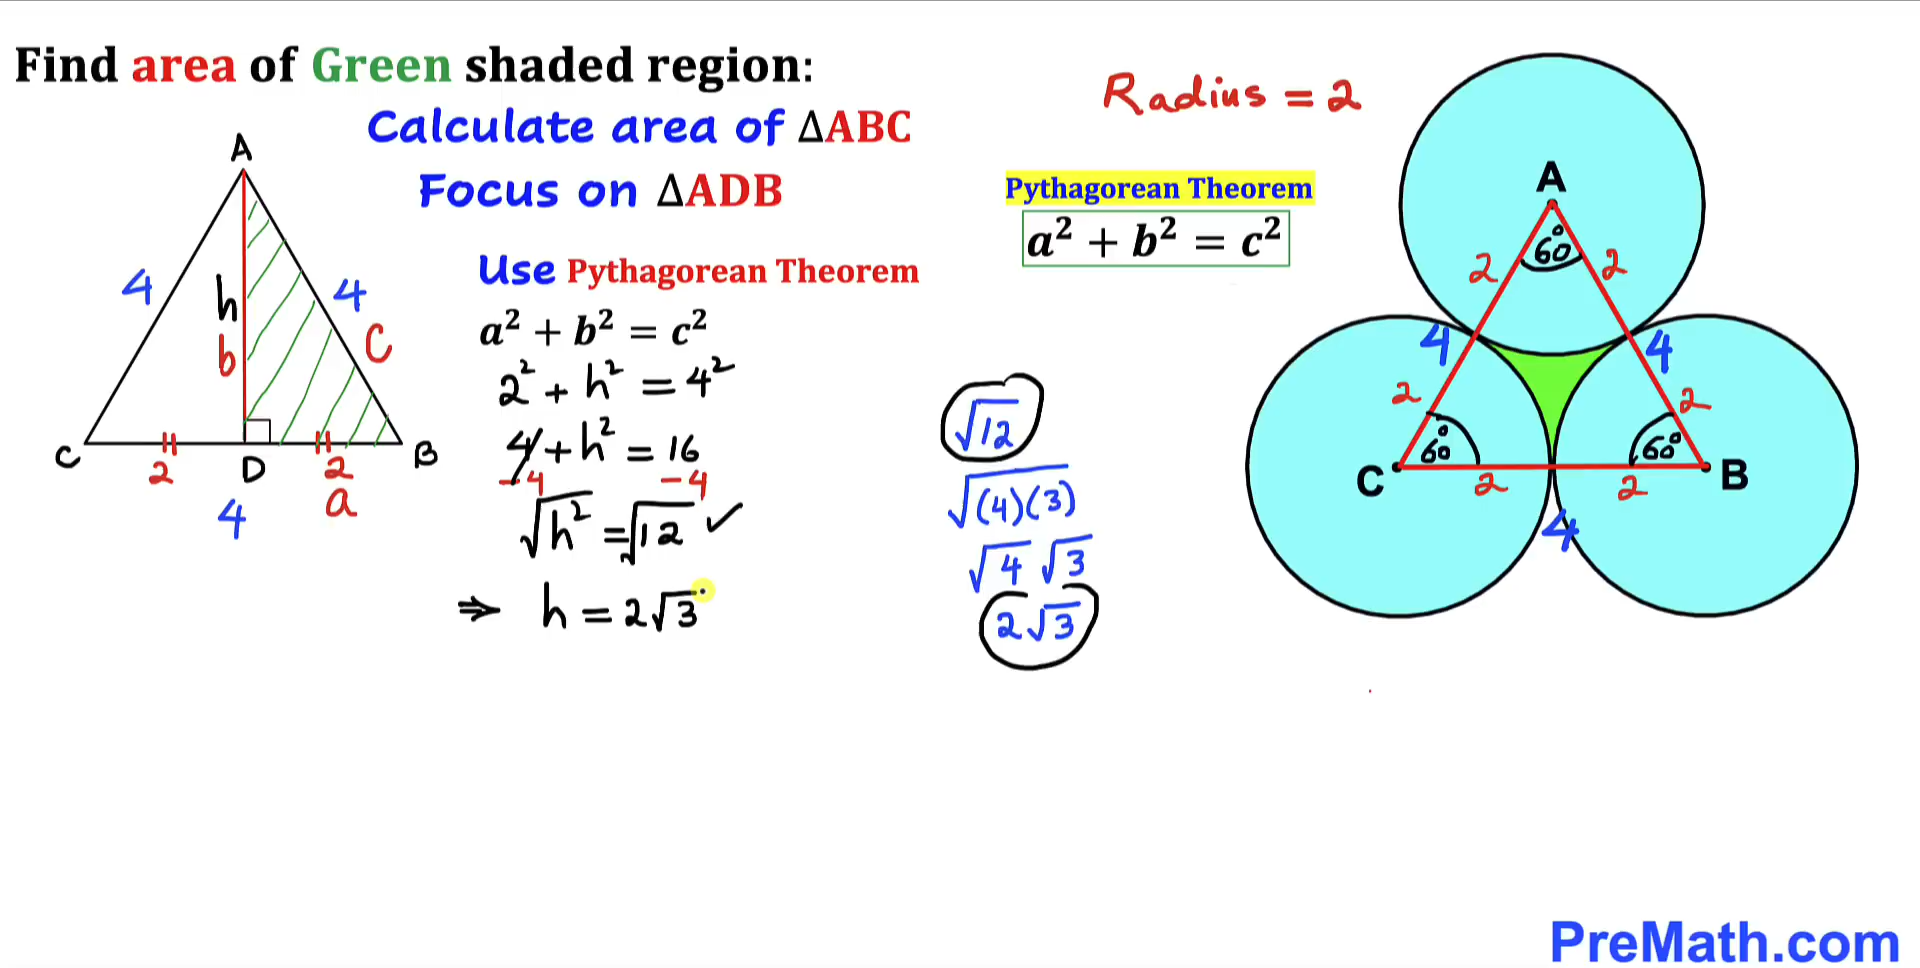 Find area of Green shaded region:
Calculate area of ΔABC
Focus on ΔADB
Use Pythagorean Theorem
a² + b² = c²
2² + h² = 4²
4 + h² = 16
-4 -4
√h² = √12 ✓
⇒ h = 2√3
A
4
h
b
4
C
C
2
D
2
B
4
a
Radius = 2
Pythagorean Theorem
a² + b² = c²
√12
√(4)(3)
√4 √3
2√3
A
60°
2
2
4
4
2
2
60°
60°
C
2
2
B
4
PreMath.com